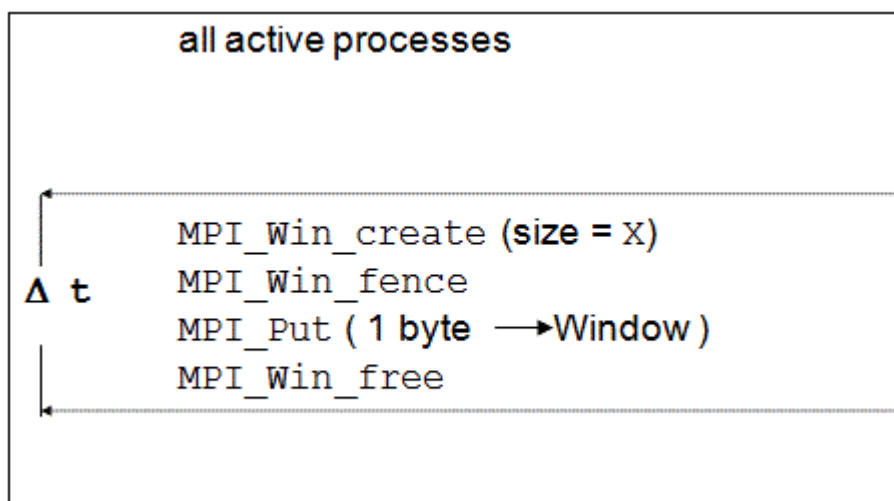 all active processes
MPI_Win_create (size = X)
MPI_Win_fence
Δ t
MPI_Put ( 1 byte → Window )
MPI_Win_free